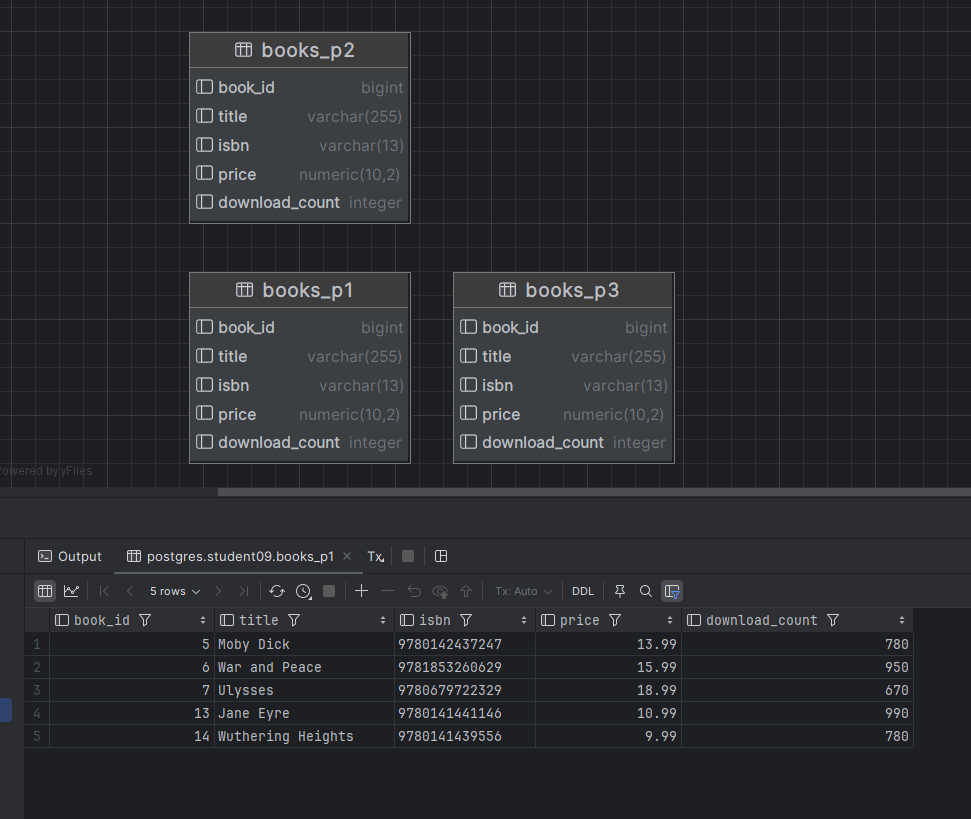 books_p2
book_id bigint
title varchar(255)
isbn varchar(13)
price numeric(10,2)
download_count integer
books_p1
book_id bigint
title varchar(255)
isbn varchar(13)
price numeric(10,2)
download_count integer
books_p3
book_id bigint
title varchar(255)
isbn varchar(13)
price numeric(10,2)
download_count integer
owered by yFiles
Output postgres.student09.books_p1 × Tx
5 rows Tx: Auto DDL
book_id title isbn price download_count
1 5 Moby Dick 9780142437247 13.99 780
2 6 War and Peace 9781853260629 15.99 950
3 7 Ulysses 9780679722329 18.99 670
4 13 Jane Eyre 9780141441146 10.99 990
5 14 Wuthering Heights 9780141439556 9.99 780